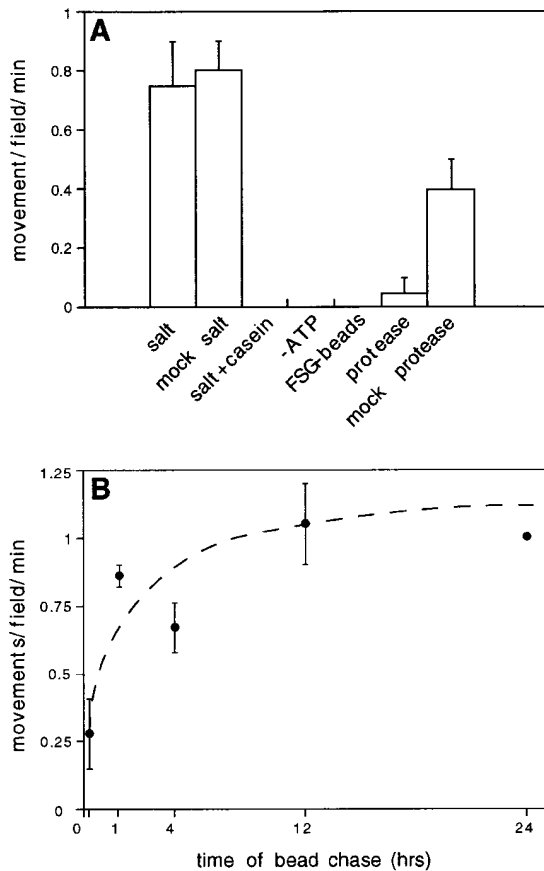 A
1
0.8
0.6
0.4
0.2
0
movement/field/min
salt
mock salt
salt+casein
-ATP
FSG-beads
protease
mock protease
B
1.25
1
0.75
0.5
0.25
0
movements/field/min
0 1 4 12 24
time of bead chase (hrs)